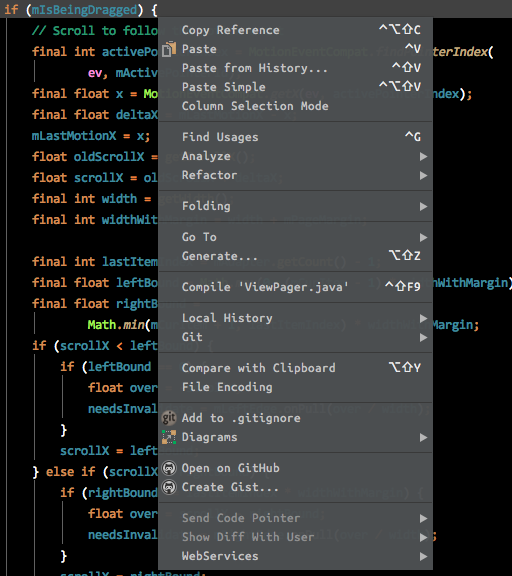 if (mIsBeingDragged) {
// Scroll to follo
final int activePo
ev, mActiv
final float x = Mo
final float deltaX
mLastMotionX = x;
float oldScrollX =
float scrollX = ol
final int width =
final int widthWit
final int lastItem
final float leftBo
final float rightB
Math.min(m
if (scrollX < left
if (leftBound
float over
needsInval
}
scrollX = left
} else if (scrollX
if (rightBound
float over
needsInval
}
scrollX = rightBound;
Copy Reference ⌃⌥⇧C
Paste ⌃V
Paste from History... ⌃⇧V
Paste Simple ⌃⌥⇧V
Column Selection Mode
Find Usages ⌃G
Analyze
Refactor
Folding
Go To
Generate... ⌥⇧Z
Compile 'ViewPager.java' ⌃⇧F9
Local History
Git
Compare with Clipboard ⌥⇧Y
File Encoding
git Add to .gitignore
Diagrams
Open on GitHub
Create Gist...
Send Code Pointer
Show Diff With User
WebServices
terIndex(
ndex);
hWithMargin)
Margin;
;